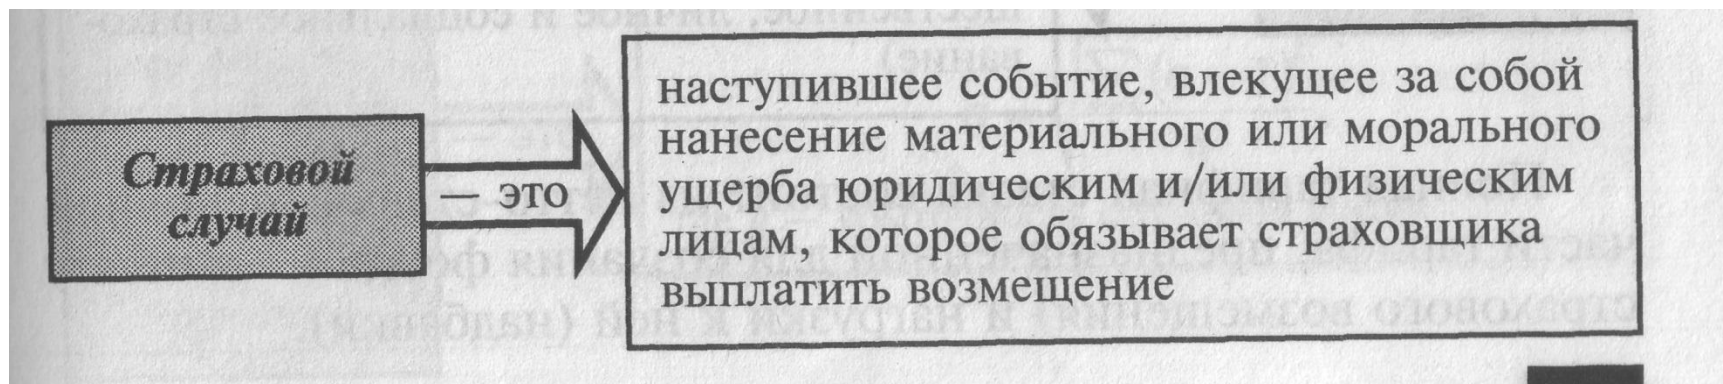 Страховой
случай
— это
наступившее событие, влекущее за собой
нанесение материального или морального
ущерба юридическим и/или физическим
лицам, которое обязывает страховщика
выплатить возмещение